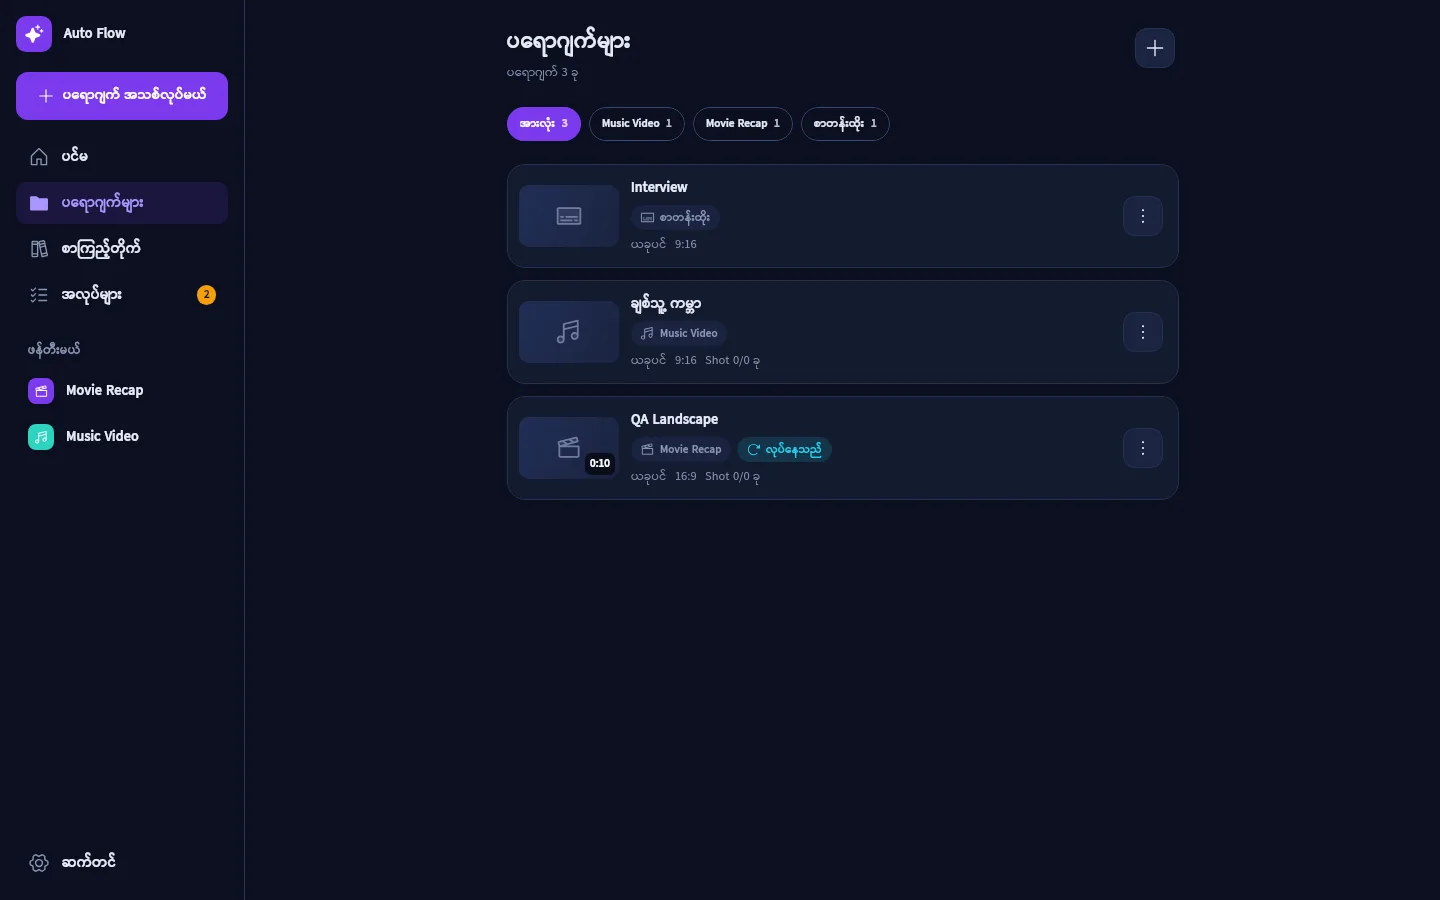 Auto Flow
ပရောဂျက် အသစ်လုပ်မယ်
ပင်မ
ပရောဂျက်များ
စာကြည့်တိုက်
အလုပ်များ 2
ဖန်တီးမယ်
Movie Recap
Music Video
ဆက်တင်
ပရောဂျက်များ
ပရောဂျက် 3 ခု
အားလုံး 3 Music Video 1 Movie Recap 1 စာတန်းထိုး 1
Interview
စာတန်းထိုး
ယခုပင် 9:16
ချစ်သူ့ ကမ္ဘာ
Music Video
ယခုပင် 9:16 Shot 0/0 ခု
QA Landscape
0:10
Movie Recap လုပ်နေသည်
ယခုပင် 16:9 Shot 0/0 ခု